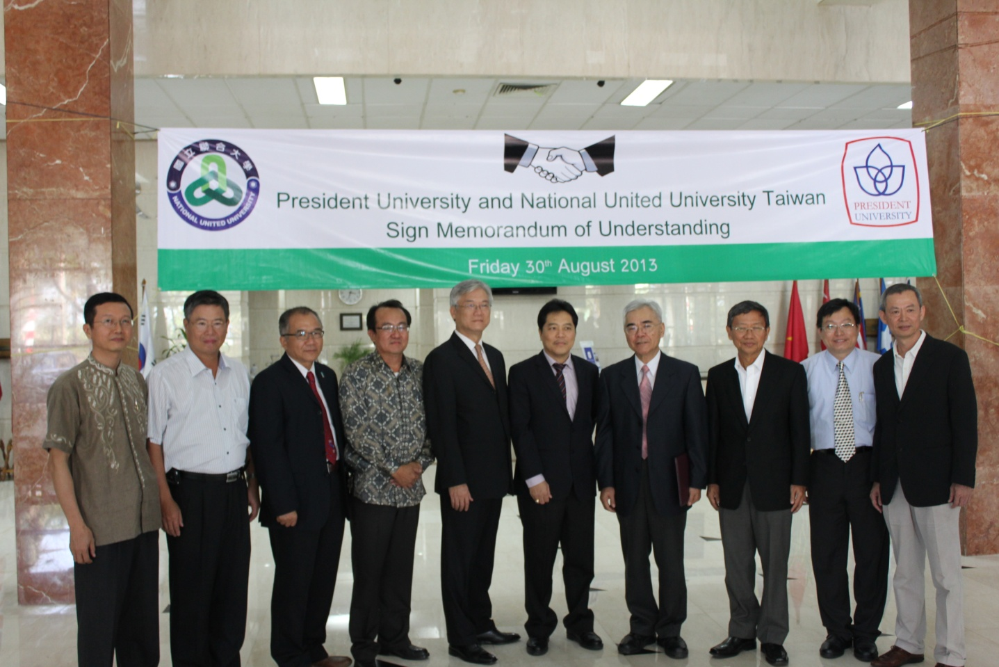 國立聯合大學
NATIONAL UNITED UNIVERSITY
President University and National United University Taiwan
Sign Memorandum of Understanding
Friday 30th August 2013
PRESIDENT
UNIVERSITY